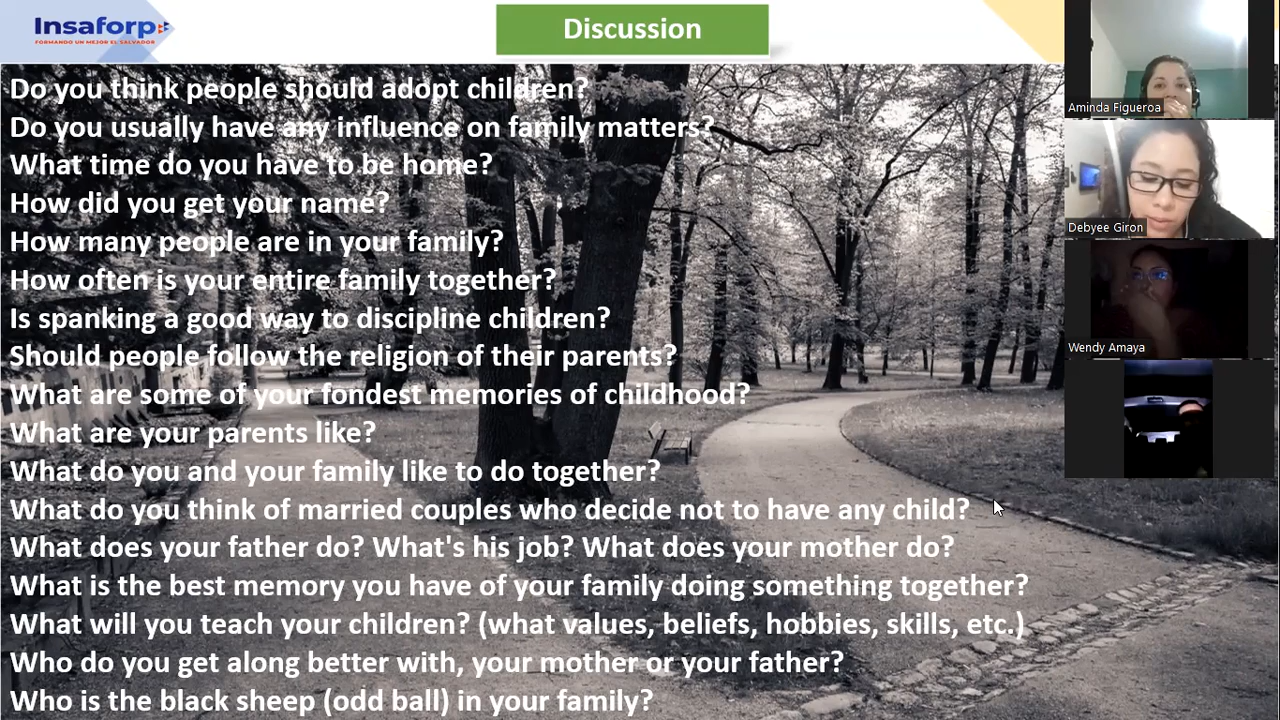 Insaforp
FORMANDO UN MEJOR EL SALVADOR
Discussion
Do you think people should adopt children?
Do you usually have any influence on family matters?
What time do you have to be home?
How did you get your name?
How many people are in your family?
How often is your entire family together?
Is spanking a good way to discipline children?
Should people follow the religion of their parents?
What are some of your fondest memories of childhood?
What are your parents like?
What do you and your family like to do together?
What do you think of married couples who decide not to have any child?
What does your father do? What's his job? What does your mother do?
What is the best memory you have of your family doing something together?
What will you teach your children? (what values, beliefs, hobbies, skills, etc.)
Who do you get along better with, your mother or your father?
Who is the black sheep (odd ball) in your family?
Aminda Figueroa
Debyee Giron
Wendy Amaya